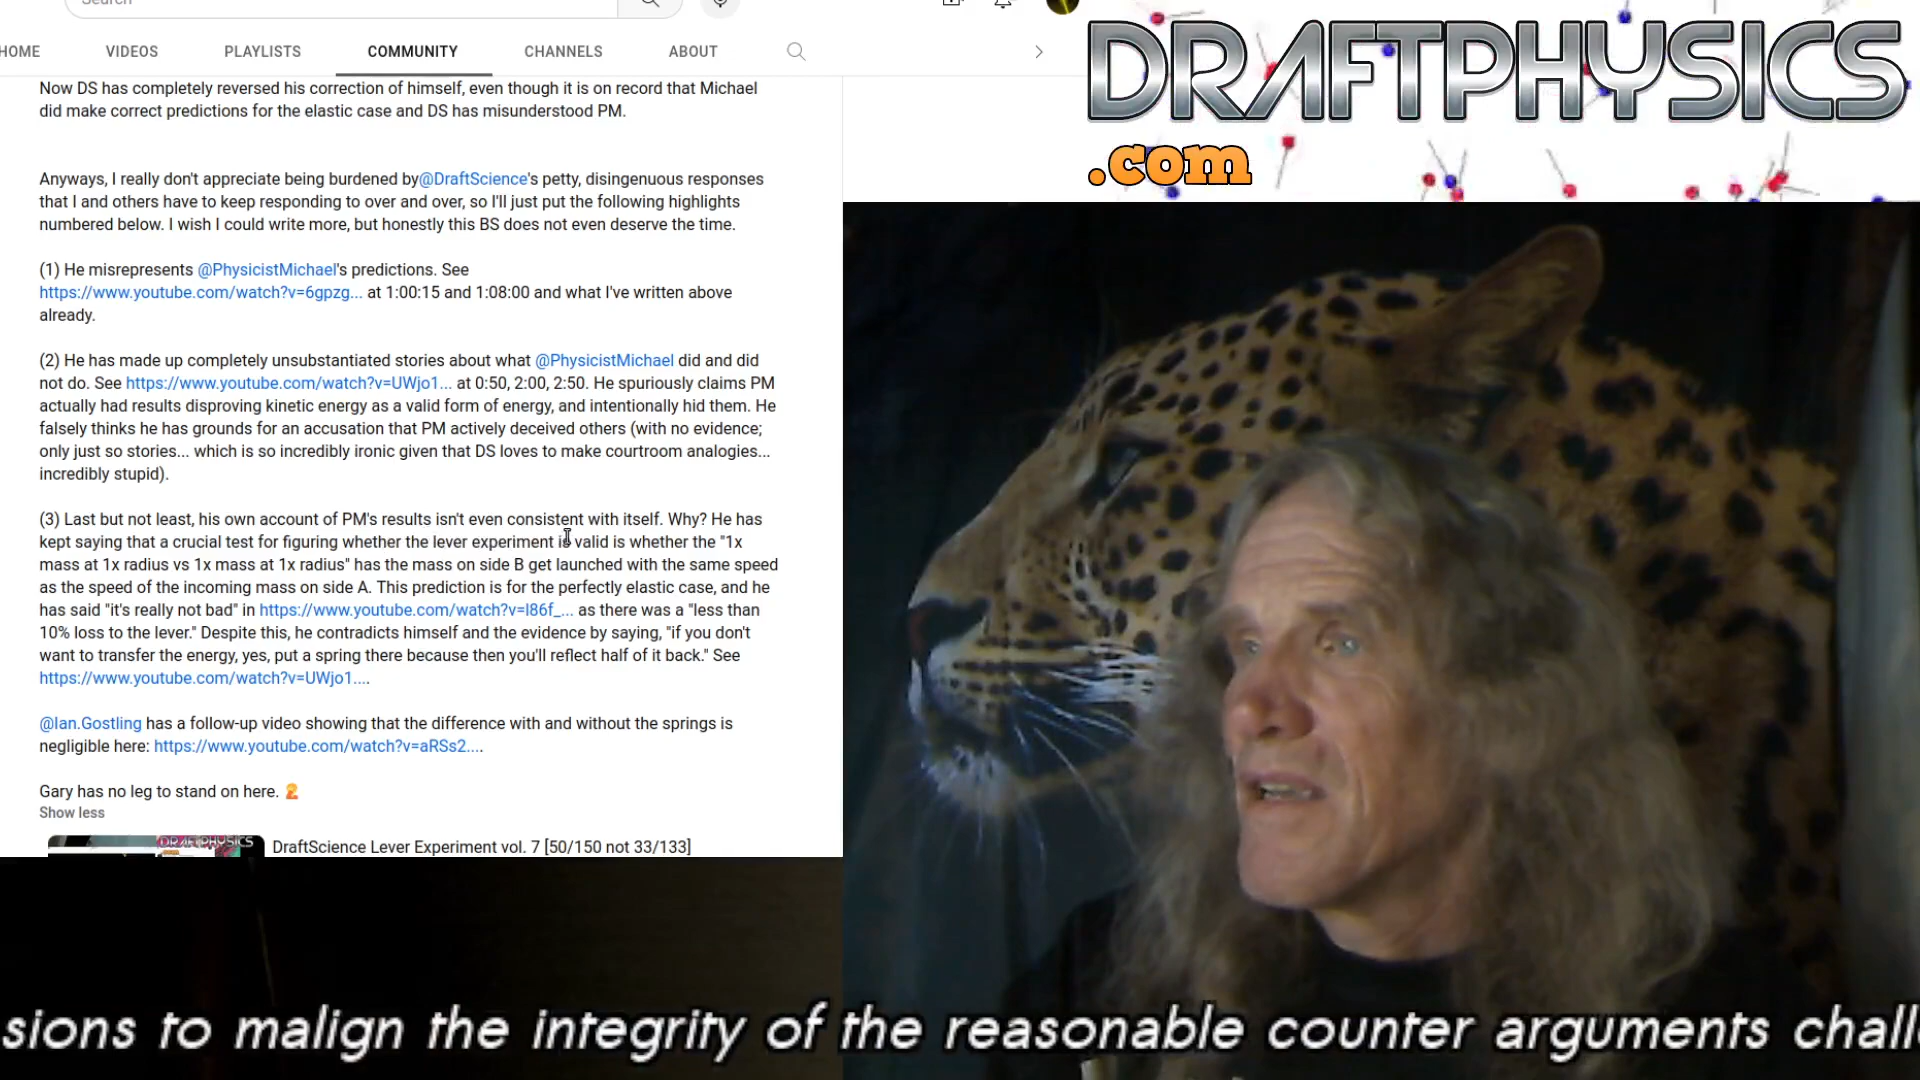 Search
HOME VIDEOS PLAYLISTS COMMUNITY CHANNELS ABOUT
DRAFTPHYSICS
.com
Now DS has completely reversed his correction of himself, even though it is on record that Michael
did make correct predictions for the elastic case and DS has misunderstood PM.
Anyways, I really don't appreciate being burdened by@DraftScience's petty, disingenuous responses
that I and others have to keep responding to over and over, so I'll just put the following highlights
numbered below. I wish I could write more, but honestly this BS does not even deserve the time.
(1) He misrepresents @PhysicistMichael's predictions. See
https://www.youtube.com/watch?v=6gpzg... at 1:00:15 and 1:08:00 and what I've written above
already.
(2) He has made up completely unsubstantiated stories about what @PhysicistMichael did and did
not do. See https://www.youtube.com/watch?v=UWjo1... at 0:50, 2:00, 2:50. He spuriously claims PM
actually had results disproving kinetic energy as a valid form of energy, and intentionally hid them. He
falsely thinks he has grounds for an accusation that PM actively deceived others (with no evidence;
only just so stories... which is so incredibly ironic given that DS loves to make courtroom analogies...
incredibly stupid).
(3) Last but not least, his own account of PM's results isn't even consistent with itself. Why? He has
kept saying that a crucial test for figuring whether the lever experiment is valid is whether the "1x
mass at 1x radius vs 1x mass at 1x radius" has the mass on side B get launched with the same speed
as the speed of the incoming mass on side A. This prediction is for the perfectly elastic case, and he
has said "it's really not bad" in https://www.youtube.com/watch?v=l86f_... as there was a "less than
10% loss to the lever." Despite this, he contradicts himself and the evidence by saying, "if you don't
want to transfer the energy, yes, put a spring there because then you'll reflect half of it back." See
https://www.youtube.com/watch?v=UWjo1....
@Ian.Gostling has a follow-up video showing that the difference with and without the springs is
negligible here: https://www.youtube.com/watch?v=aRSs2....
Gary has no leg to stand on here.
Show less
DRAFTPHYSICS
DraftScience Lever Experiment vol. 7 [50/150 not 33/133]
sions to malign the integrity of the reasonable counter arguments chall